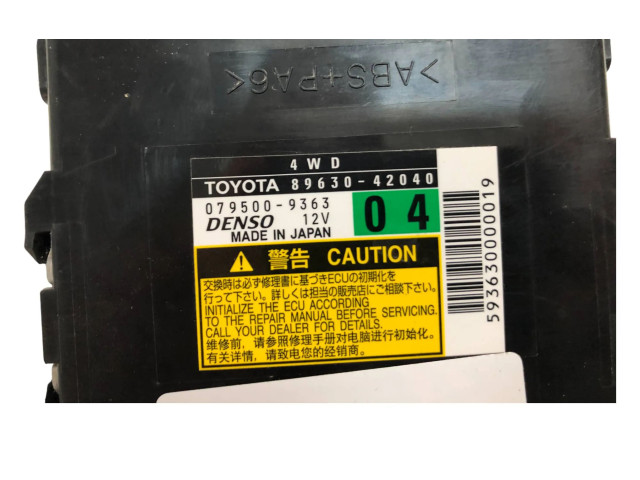 >ABS+PA6<
4WD
TOYOTA 89630-42040
079500-9363
DENSO 12V
MADE IN JAPAN
04
警告 CAUTION
交換時は必ず修理書に基づきECUの初期化を
行って下さい。詳しくは担当の販売店にご相談下さい。
INITIALIZE THE ECU ACCORDING
TO THE REPAIR MANUAL BEFORE SERVICING.
CALL YOUR DEALER FOR DETAILS.
维修前，请参照修理手册对电脑进行初始化。
有关详情，请致电您的经销商。
5936300000019